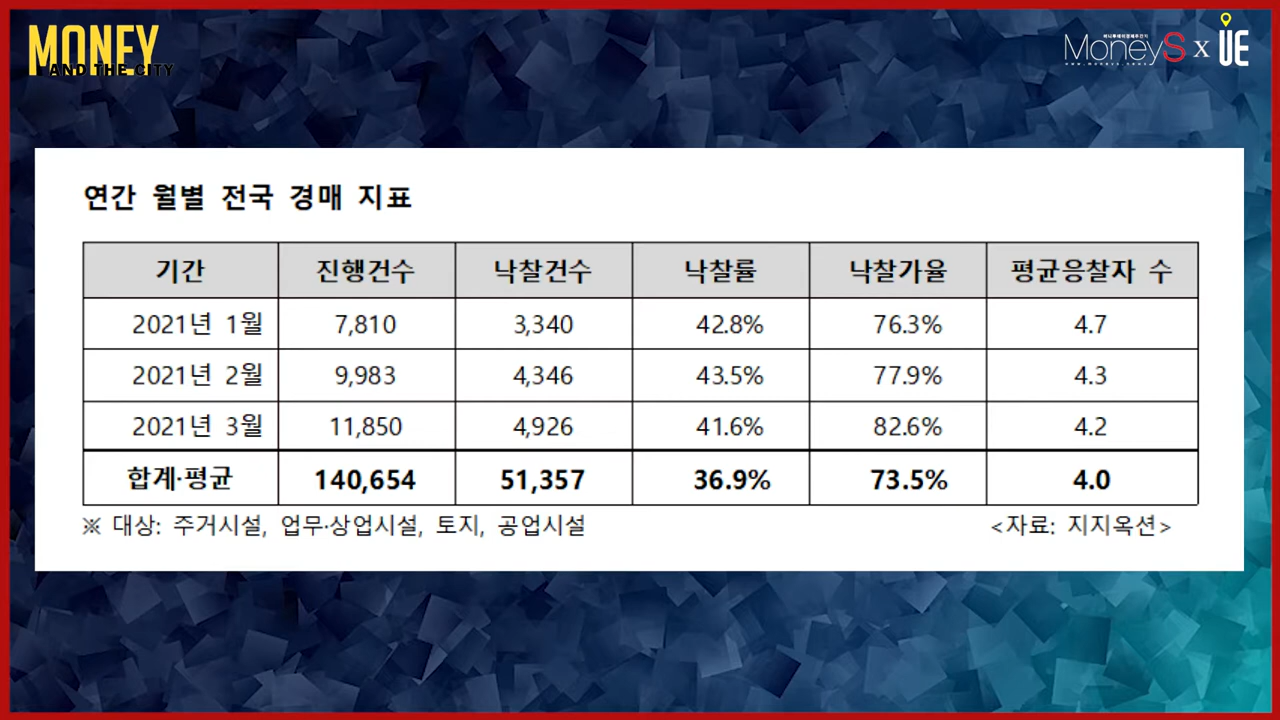 MONEY
AND THE CITY
MoneyS x UE
www.moneys.news
연간 월별 전국 경매 지표
기간 진행건수 낙찰건수 낙찰률 낙찰가율 평균응찰자 수
2021년 1월 7,810 3,340 42.8% 76.3% 4.7
2021년 2월 9,983 4,346 43.5% 77.9% 4.3
2021년 3월 11,850 4,926 41.6% 82.6% 4.2
합계·평균 140,654 51,357 36.9% 73.5% 4.0
※ 대상: 주거시설, 업무·상업시설, 토지, 공업시설 <자료: 지지옥션>